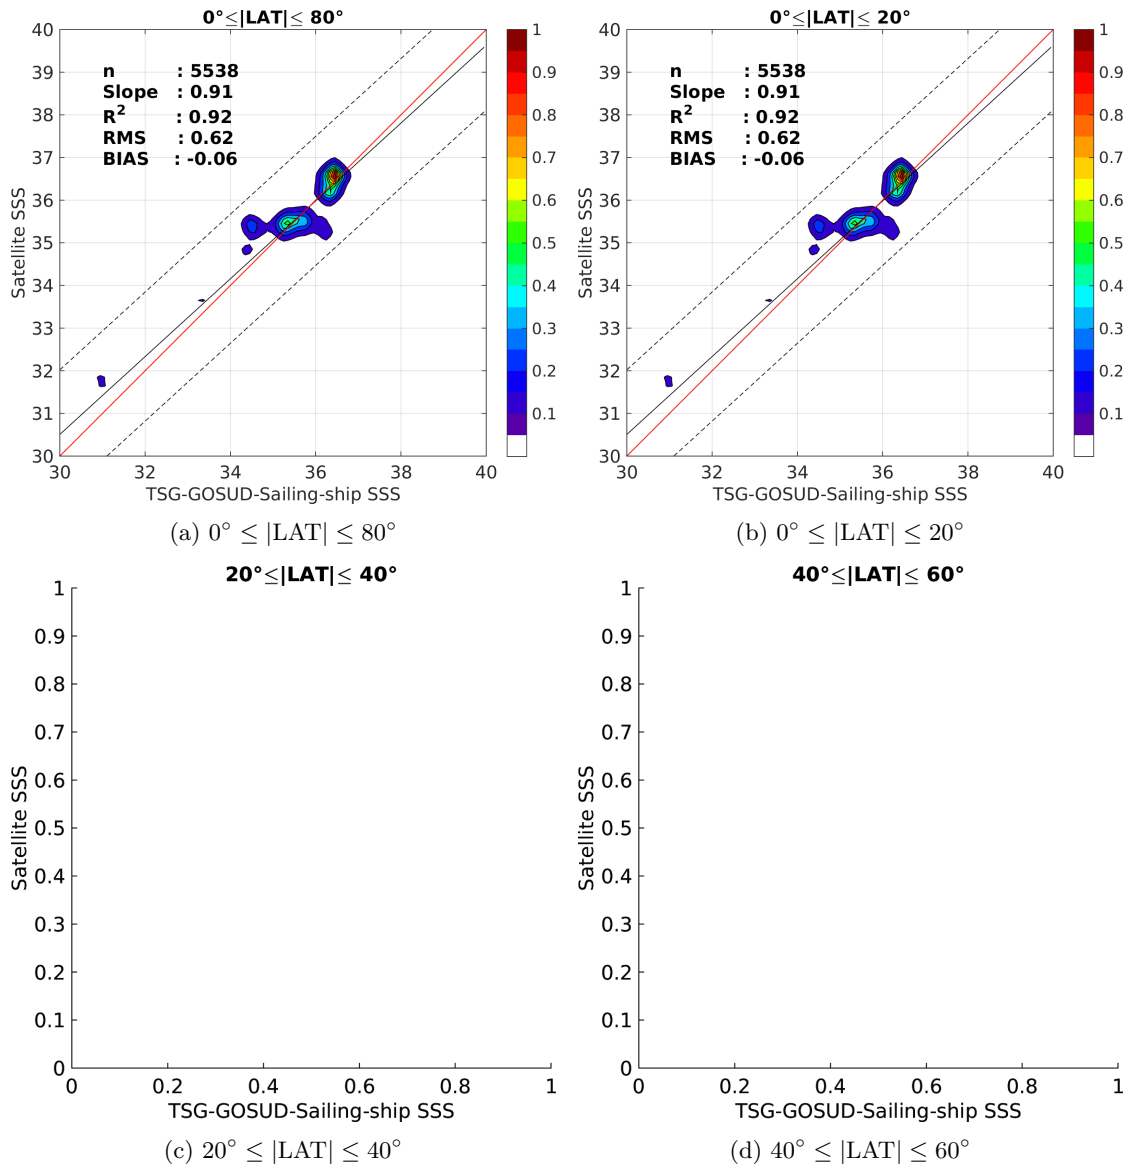 0°≤|LAT|≤ 80°
40
39
38
37
36
35
34
33
32
31
30
Satellite SSS
n : 5538
Slope : 0.91
R² : 0.92
RMS : 0.62
BIAS : -0.06
30 32 34 36 38 40
TSG-GOSUD-Sailing-ship SSS
1
0.9
0.8
0.7
0.6
0.5
0.4
0.3
0.2
0.1
(a) 0° ≤ |LAT| ≤ 80°
0°≤|LAT|≤ 20°
40
39
38
37
36
35
34
33
32
31
30
Satellite SSS
n : 5538
Slope : 0.91
R² : 0.92
RMS : 0.62
BIAS : -0.06
30 32 34 36 38 40
TSG-GOSUD-Sailing-ship SSS
1
0.9
0.8
0.7
0.6
0.5
0.4
0.3
0.2
0.1
(b) 0° ≤ |LAT| ≤ 20°
20°≤|LAT|≤ 40°
1
0.9
0.8
0.7
0.6
0.5
0.4
0.3
0.2
0.1
0
Satellite SSS
0 0.2 0.4 0.6 0.8 1
TSG-GOSUD-Sailing-ship SSS
(c) 20° ≤ |LAT| ≤ 40°
40°≤|LAT|≤ 60°
1
0.9
0.8
0.7
0.6
0.5
0.4
0.3
0.2
0.1
0
Satellite SSS
0 0.2 0.4 0.6 0.8 1
TSG-GOSUD-Sailing-ship SSS
(d) 40° ≤ |LAT| ≤ 60°